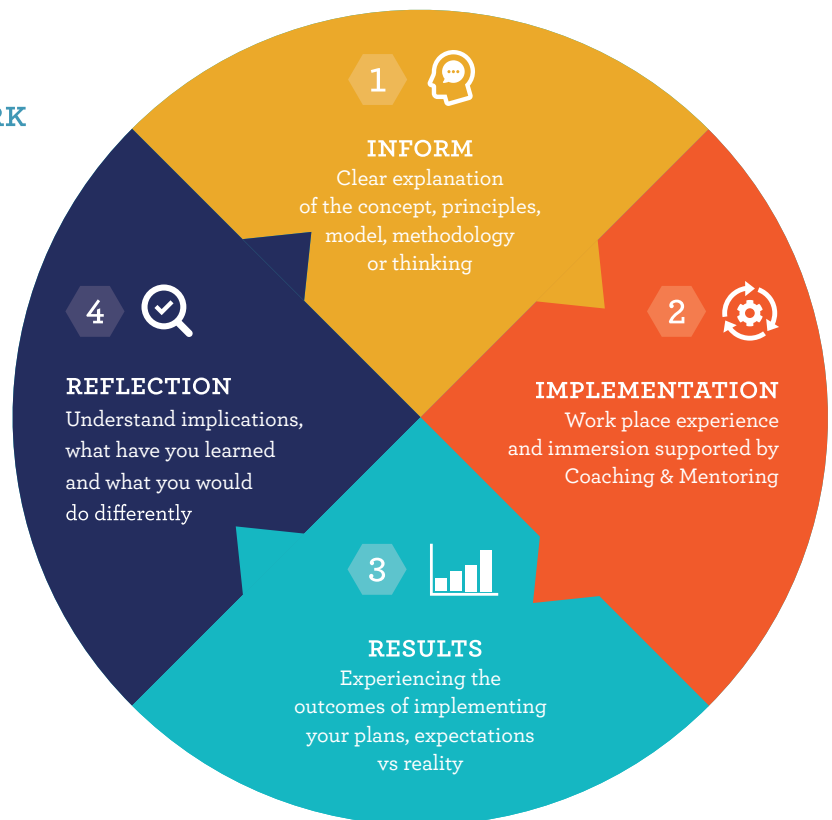 1
INFORM
Clear explanation
of the concept, principles,
model, methodology
or thinking
2
IMPLEMENTATION
Work place experience
and immersion supported by
Coaching & Mentoring
3
RESULTS
Experiencing the
outcomes of implementing
your plans, expectations
vs reality
4
REFLECTION
Understand implications,
what have you learned
and what you would
do differently